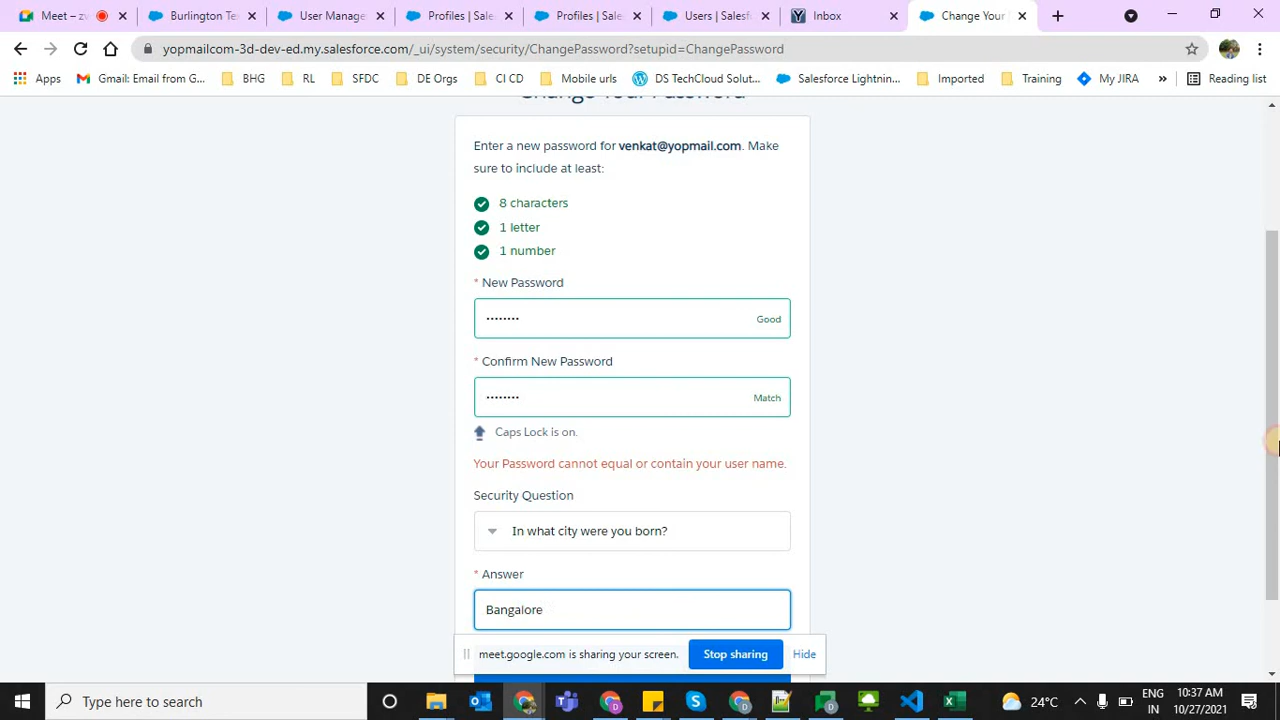 Meet – zv
Burlington Te
User Manage
Profiles | Sale
Profiles | Sale
Users | Salesf
Inbox
Change Your
yopmailcom-3d-dev-ed.my.salesforce.com/_ui/system/security/ChangePassword?setupid=ChangePassword
Apps
Gmail: Email from G...
BHG
RL
SFDC
DE Orgs
CI CD
Mobile urls
DS TechCloud Solut...
Salesforce Lightnin...
Imported
Training
My JIRA
»
Reading list
Change Your Password
Enter a new password for venkat@yopmail.com. Make
sure to include at least:
8 characters
1 letter
1 number
* New Password
••••••••
Good
* Confirm New Password
••••••••
Match
Caps Lock is on.
Your Password cannot equal or contain your user name.
Security Question
In what city were you born?
* Answer
Bangalore
meet.google.com is sharing your screen.
Stop sharing
Hide
Type here to search
24°C
ENG
IN
10:37 AM
10/27/2021